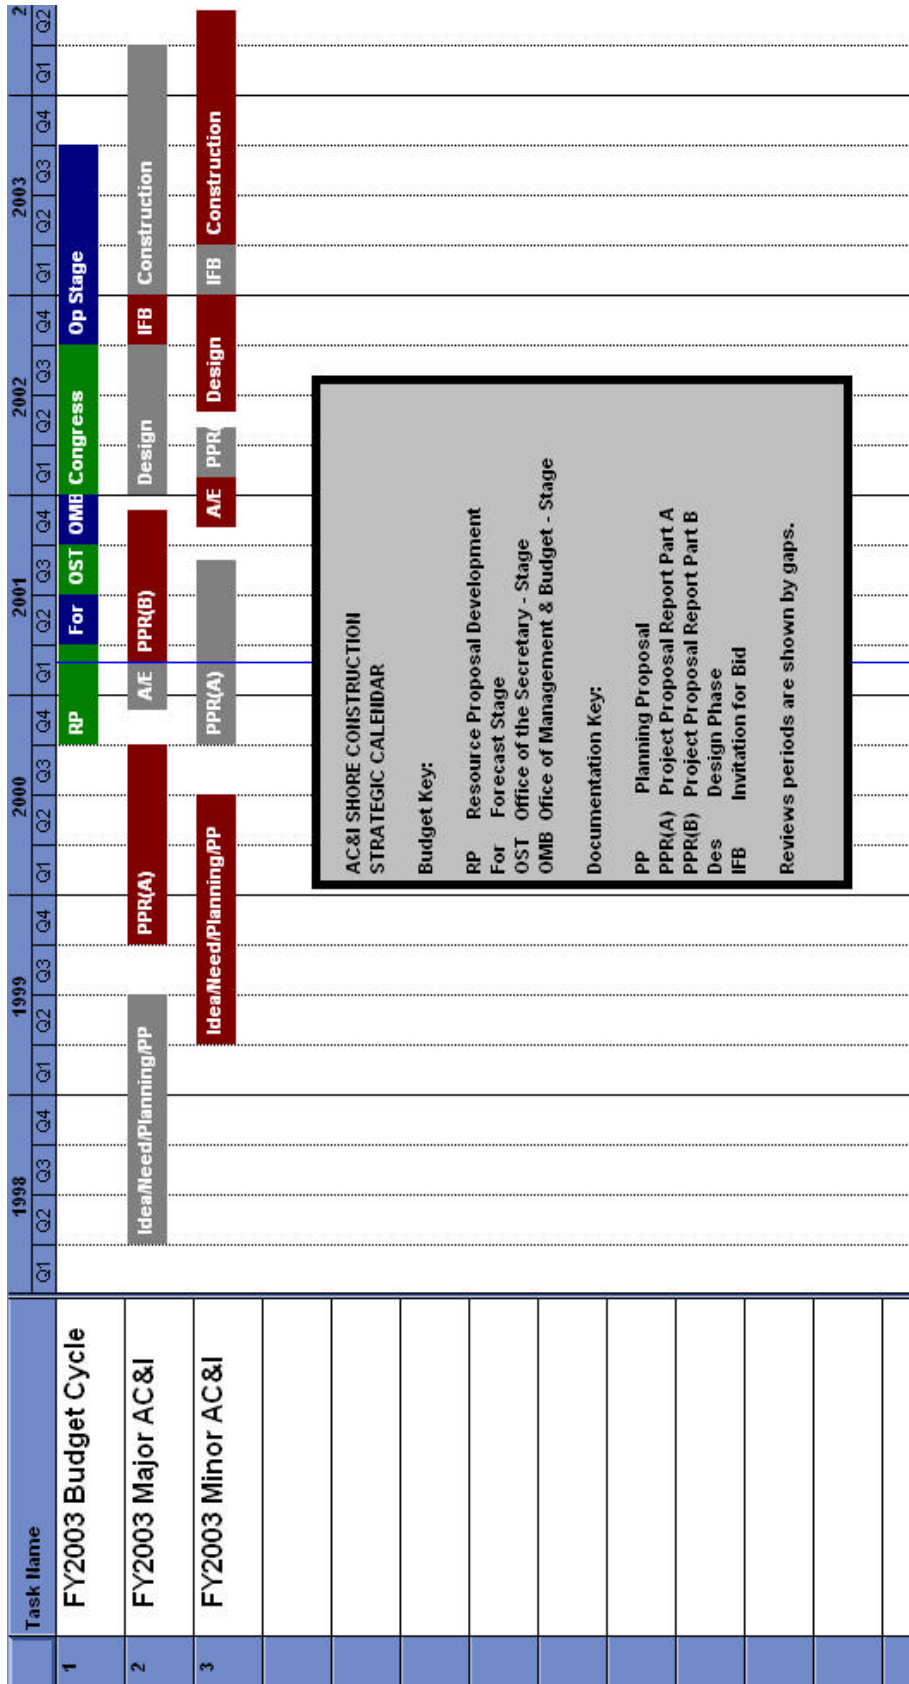 Task Name
1998
1999
2000
2001
2002
2003
2
Q1 Q2 Q3 Q4 Q1 Q2 Q3 Q4 Q1 Q2 Q3 Q4 Q1 Q2 Q3 Q4 Q1 Q2 Q3 Q4 Q1 Q2 Q3 Q4 Q1 Q2
1 FY2003 Budget Cycle
RP For OST OMB Congress Op Stage
2 FY2003 Major AC&I
Idea/Need/Planning/PP PPR(A) A/E PPR(B) Design IFB Construction
3 FY2003 Minor AC&I
Idea/Need/Planning/PP PPR(A) A/E PPR( Design IFB Construction
AC&I SHORE CONSTRUCTION
STRATEGIC CALENDAR
Budget Key:
RP Resource Proposal Development
For Forecast Stage
OST Office of the Secretary - Stage
OMB Ofice of Management & Budget - Stage
Documentation Key:
PP Planning Proposal
PPR(A) Project Proposal Report Part A
PPR(B) Project Proposal Report Part B
Des Design Phase
IFB Invitation for Bid
Reviews periods are shown by gaps.